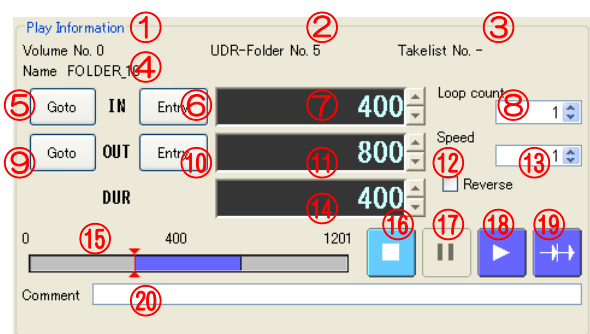 Play Information ①
② ③
Volume No. 0 UDR-Folder No. 5 Takelist No. -
Name FOLDER_10 ④
⑤ Goto IN Entry ⑥ ⑦ 400 Loop count ⑧ 1
⑨ Goto OUT Entry ⑩ ⑪ 800 Speed ⑫ ⑬ 1
Reverse
DUR ⑭ 400
0 ⑮ 400 1201 ⑯ ⑰ ⑱ ⑲
Comment ⑳